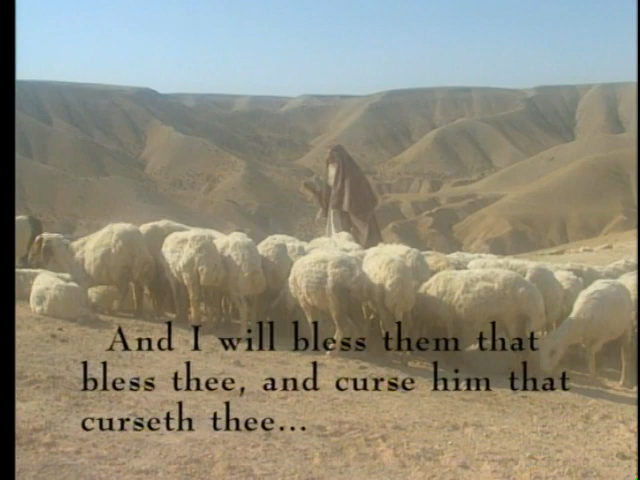 And I will bless them that
bless thee, and curse him that
curseth thee...